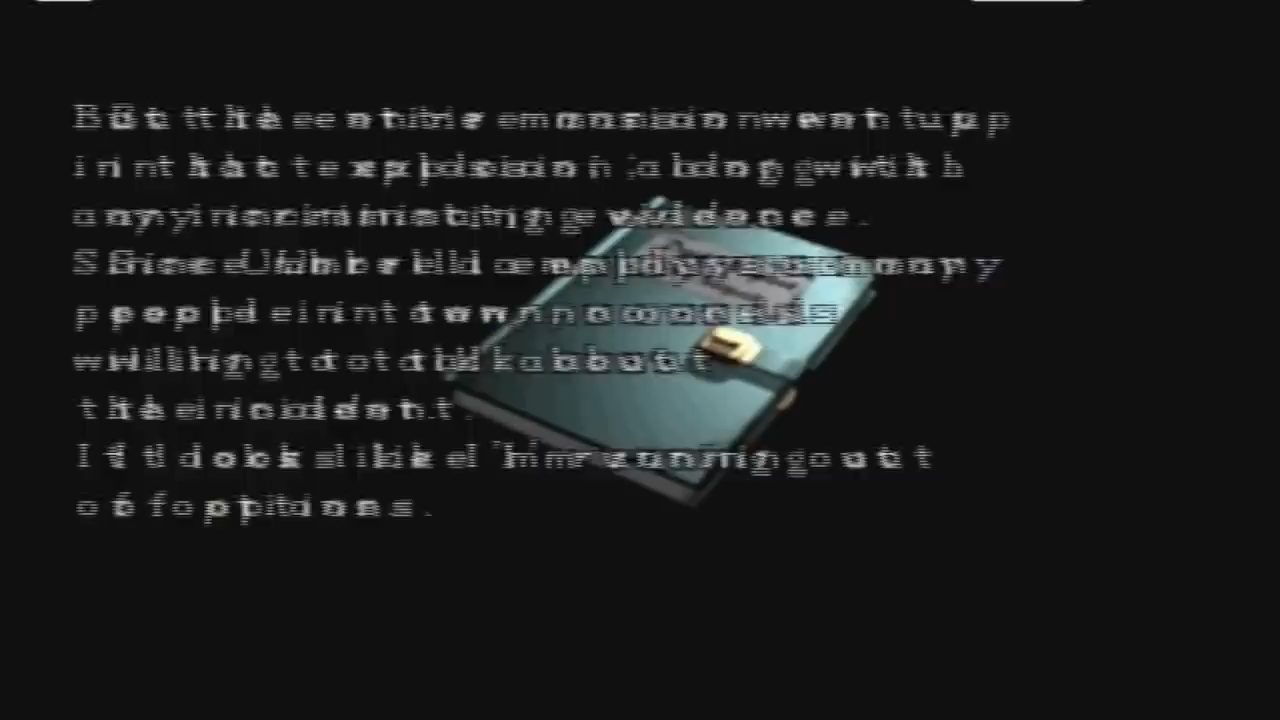 But the entire mansion went up
in that explosion along with
any incriminating evidence.
Since Umbrella employs so many
people in town, no one is
willing to talk about
the incident.
It looks like I'm running out
of options.